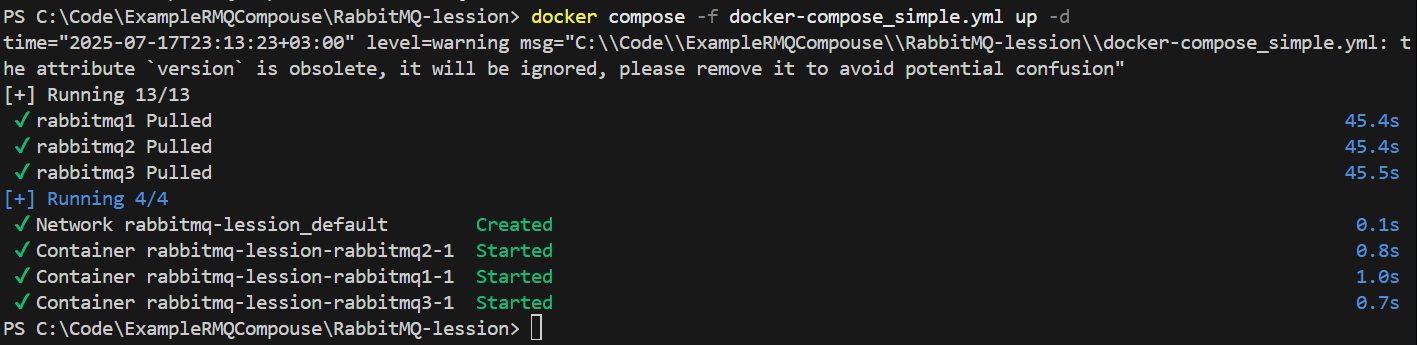 PS C:\Code\ExampleRMQCompouse\RabbitMQ-lession> docker compose -f docker-compose_simple.yml up -d
time="2025-07-17T23:13:23+03:00" level=warning msg="C:\\Code\\ExampleRMQCompouse\\RabbitMQ-lession\\docker-compose_simple.yml: t
he attribute `version` is obsolete, it will be ignored, please remove it to avoid potential confusion"
[+] Running 13/13
✓ rabbitmq1 Pulled 45.4s
✓ rabbitmq2 Pulled 45.4s
✓ rabbitmq3 Pulled 45.5s
[+] Running 4/4
✓ Network rabbitmq-lession_default Created 0.1s
✓ Container rabbitmq-lession-rabbitmq2-1 Started 0.8s
✓ Container rabbitmq-lession-rabbitmq1-1 Started 1.0s
✓ Container rabbitmq-lession-rabbitmq3-1 Started 0.7s
PS C:\Code\ExampleRMQCompouse\RabbitMQ-lession>